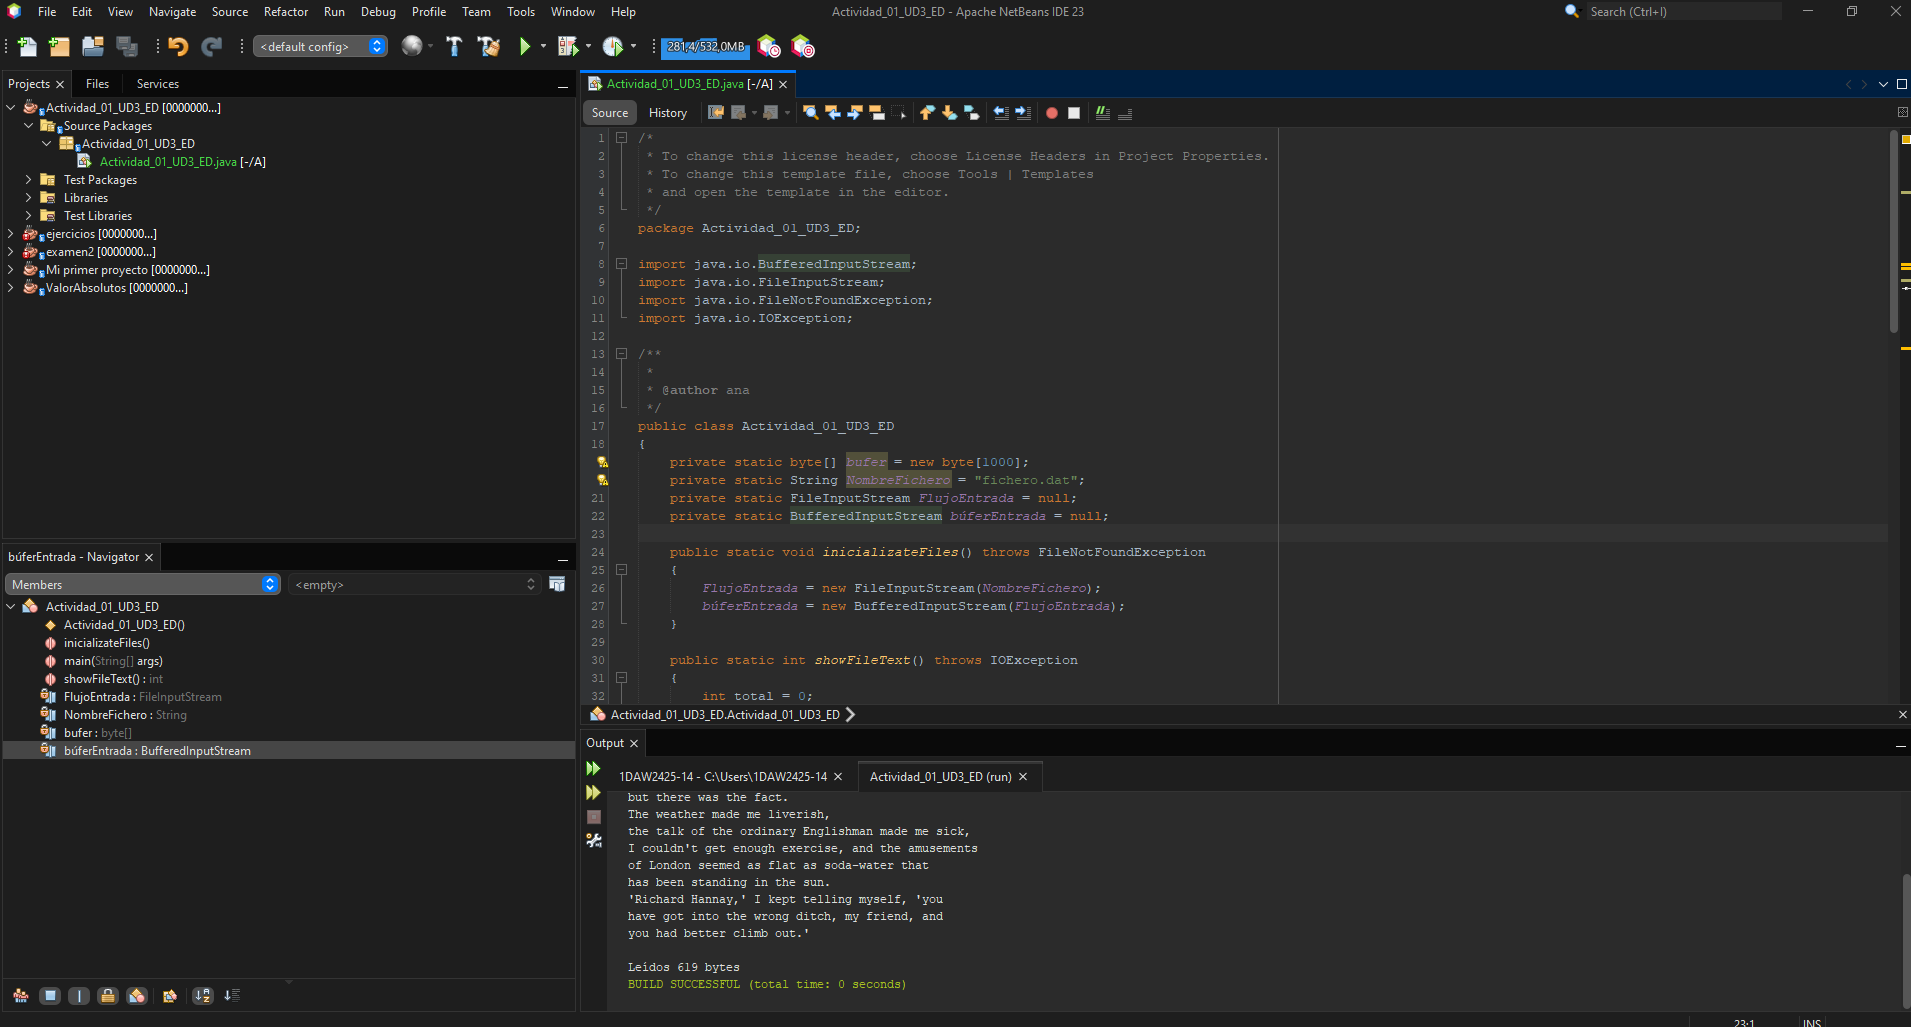 File Edit View Navigate Source Refactor Run Debug Profile Team Tools Window Help
Actividad_01_UD3_ED - Apache NetBeans IDE 23
Search (Ctrl+I)
<default config>
281,4/532,0MB
Projects
Files
Services
Actividad_01_UD3_ED [0000000...]
Source Packages
Actividad_01_UD3_ED
Actividad_01_UD3_ED.java [-/A]
Test Packages
Libraries
Test Libraries
ejercicios [0000000...]
examen2 [0000000...]
Mi primer proyecto [0000000...]
ValorAbsolutos [0000000...]
búferEntrada - Navigator
Members
<empty>
Actividad_01_UD3_ED
Actividad_01_UD3_ED()
inicializateFiles()
main(String[] args)
showFileText() : int
FlujoEntrada : FileInputStream
NombreFichero : String
bufer : byte[]
búferEntrada : BufferedInputStream
Actividad_01_UD3_ED.java [-/A]
Source
History
1 /*
2 * To change this license header, choose License Headers in Project Properties.
3 * To change this template file, choose Tools | Templates
4 * and open the template in the editor.
5 */
6 package Actividad_01_UD3_ED;
7
8 import java.io.BufferedInputStream;
9 import java.io.FileInputStream;
10 import java.io.FileNotFoundException;
11 import java.io.IOException;
12
13 /**
14 *
15 * @author ana
16 */
17 public class Actividad_01_UD3_ED
18 {
private static byte[] bufer = new byte[1000];
private static String NombreFichero = "fichero.dat";
21 private static FileInputStream FlujoEntrada = null;
22 private static BufferedInputStream búferEntrada = null;
23
24 public static void inicializateFiles() throws FileNotFoundException
25 {
26 FlujoEntrada = new FileInputStream(NombreFichero);
27 búferEntrada = new BufferedInputStream(FlujoEntrada);
28 }
29
30 public static int showFileText() throws IOException
31 {
32 int total = 0;
Actividad_01_UD3_ED.Actividad_01_UD3_ED
Output
1DAW2425-14 - C:\Users\1DAW2425-14
Actividad_01_UD3_ED (run)
but there was the fact.
The weather made me liverish,
the talk of the ordinary Englishman made me sick,
I couldn't get enough exercise, and the amusements
of London seemed as flat as soda-water that
has been standing in the sun.
'Richard Hannay,' I kept telling myself, 'you
have got into the wrong ditch, my friend, and
you had better climb out.'
Leídos 619 bytes
BUILD SUCCESSFUL (total time: 0 seconds)
23:1
INS